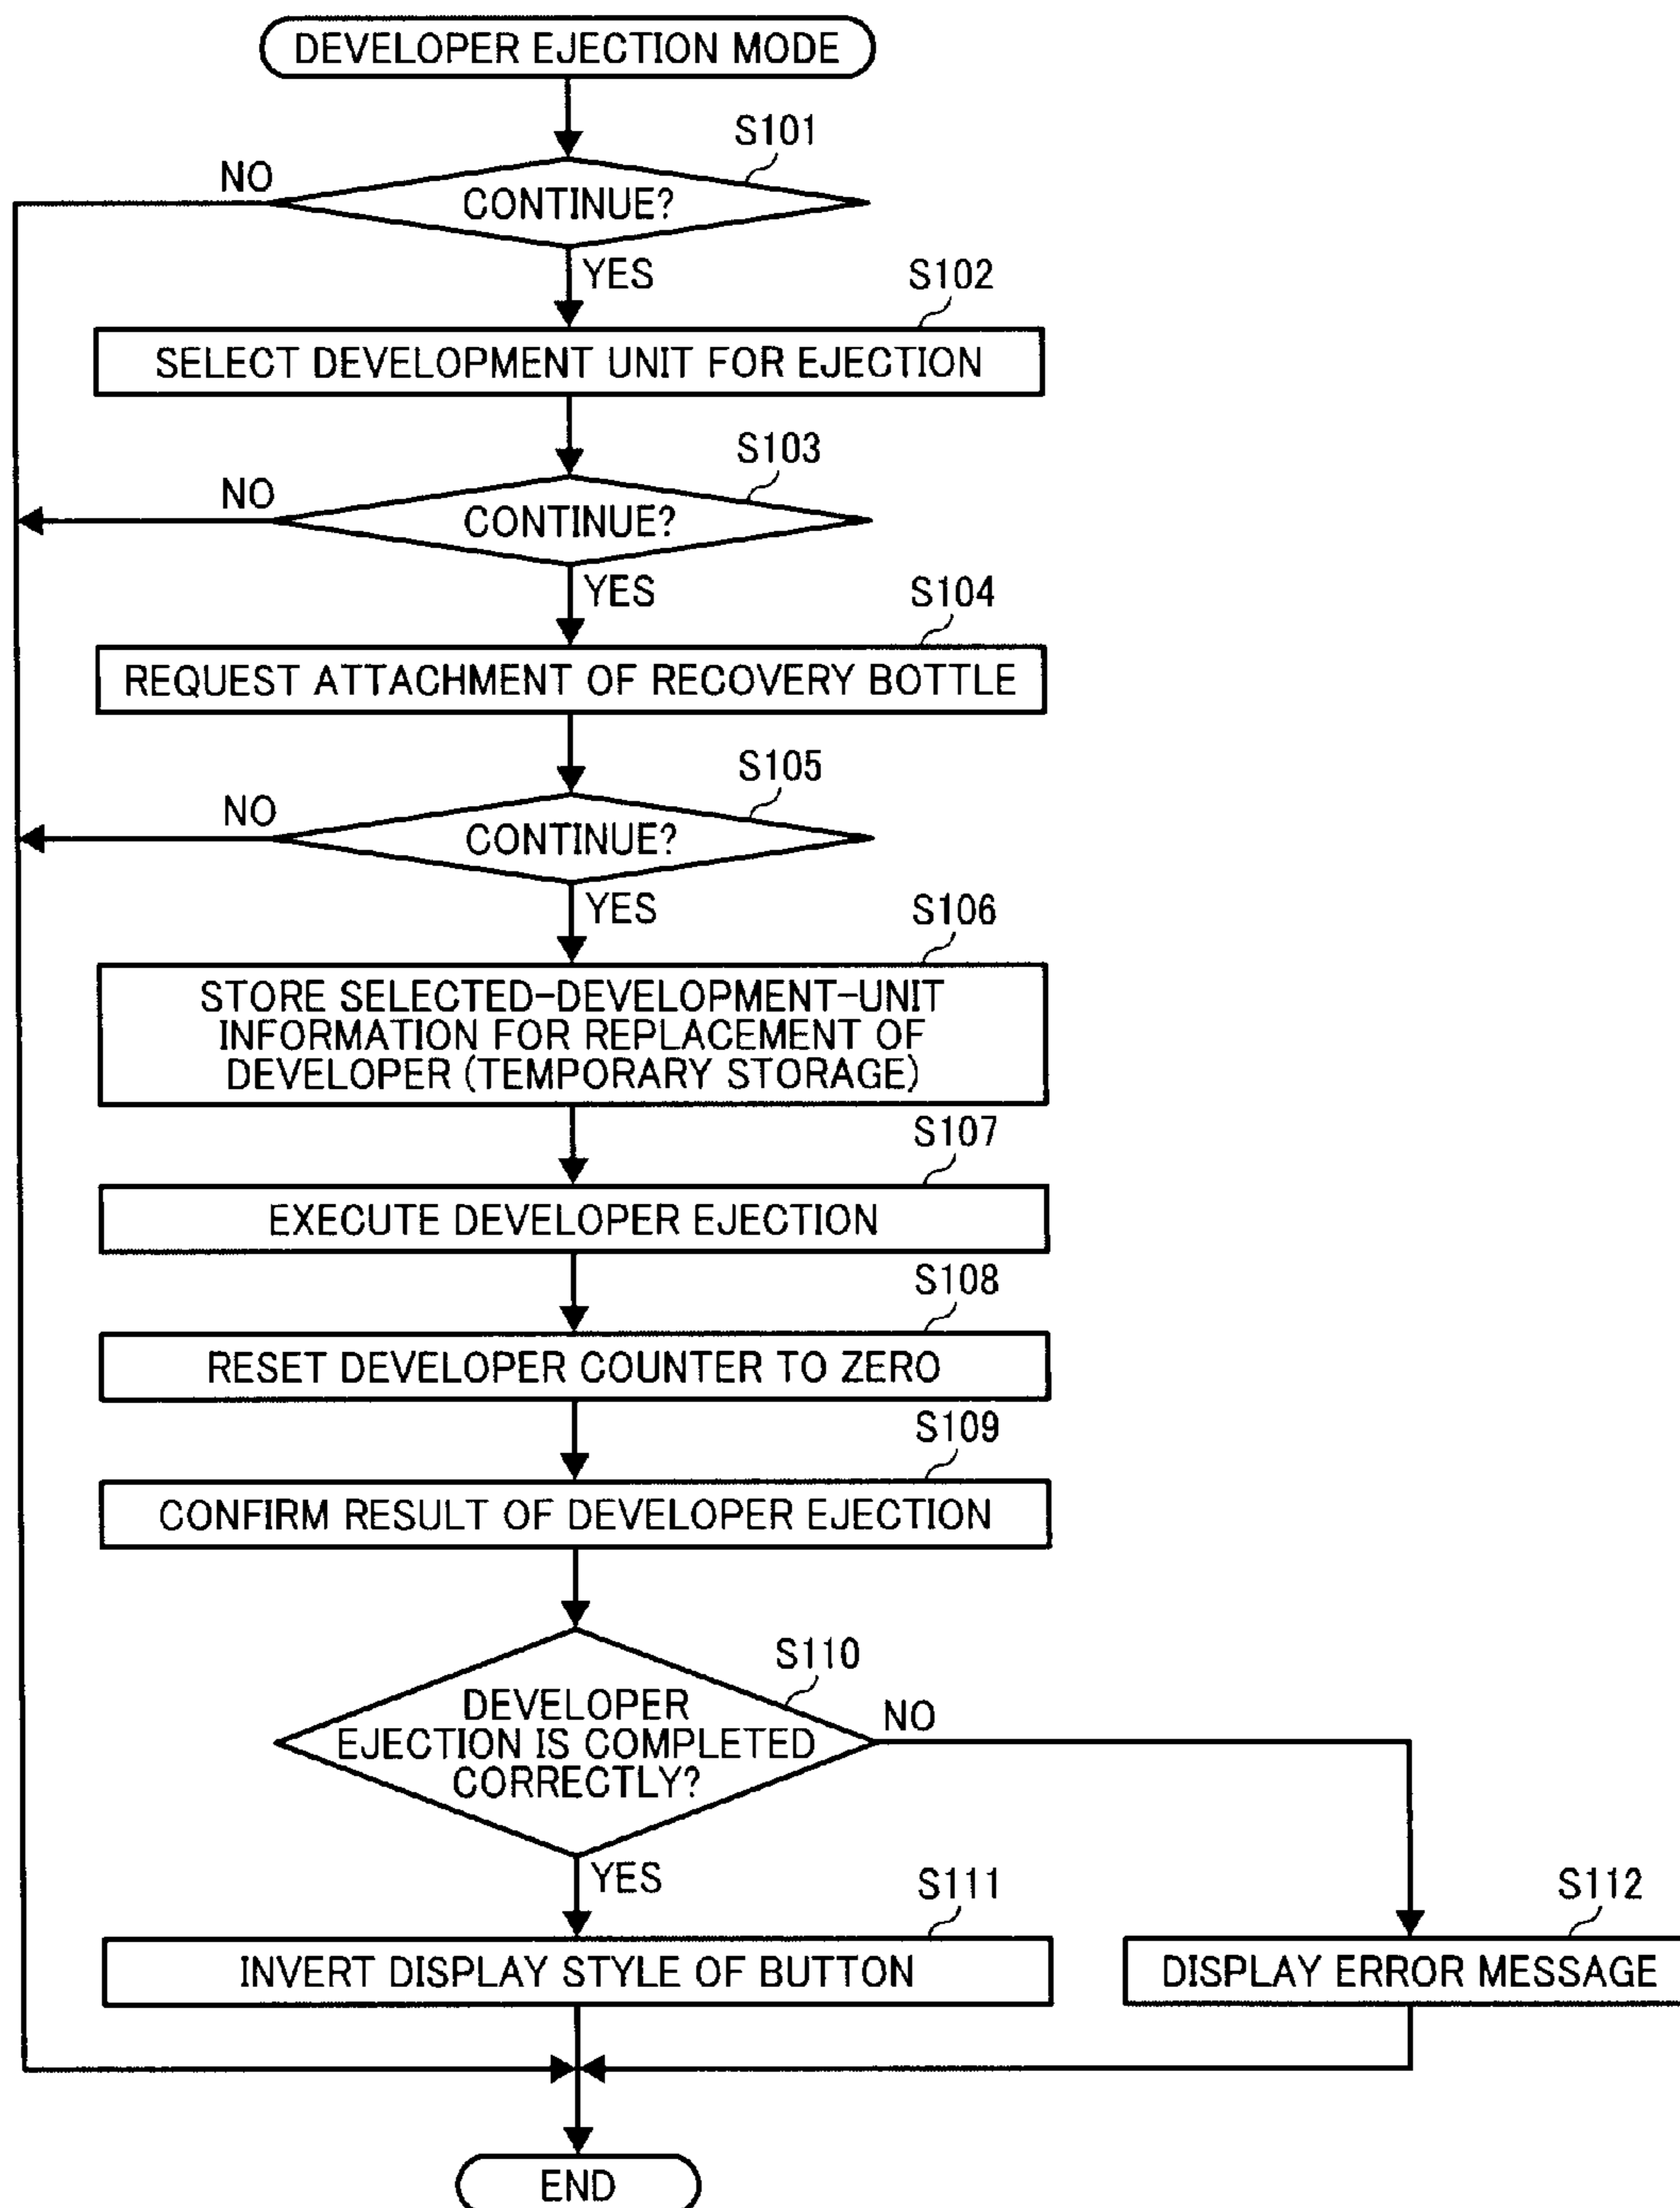 DEVELOPER EJECTION MODE
S101
NO
CONTINUE?
YES
S102
SELECT DEVELOPMENT UNIT FOR EJECTION
S103
NO
CONTINUE?
YES
S104
REQUEST ATTACHMENT OF RECOVERY BOTTLE
S105
NO
CONTINUE?
YES
S106
STORE SELECTED-DEVELOPMENT-UNIT
INFORMATION FOR REPLACEMENT OF
DEVELOPER (TEMPORARY STORAGE)
S107
EXECUTE DEVELOPER EJECTION
S108
RESET DEVELOPER COUNTER TO ZERO
S109
CONFIRM RESULT OF DEVELOPER EJECTION
S110
DEVELOPER
EJECTION IS COMPLETED
CORRECTLY?
NO
YES
S111
INVERT DISPLAY STYLE OF BUTTON
S112
DISPLAY ERROR MESSAGE
END